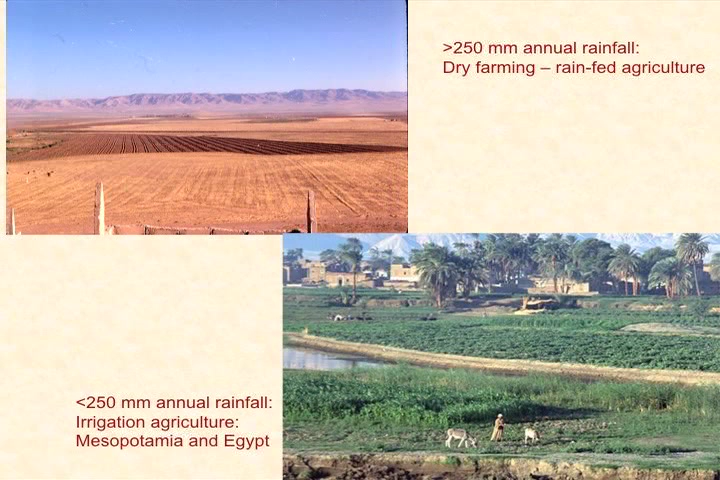 >250 mm annual rainfall:
Dry farming – rain-fed agriculture
<250 mm annual rainfall:
Irrigation agriculture:
Mesopotamia and Egypt